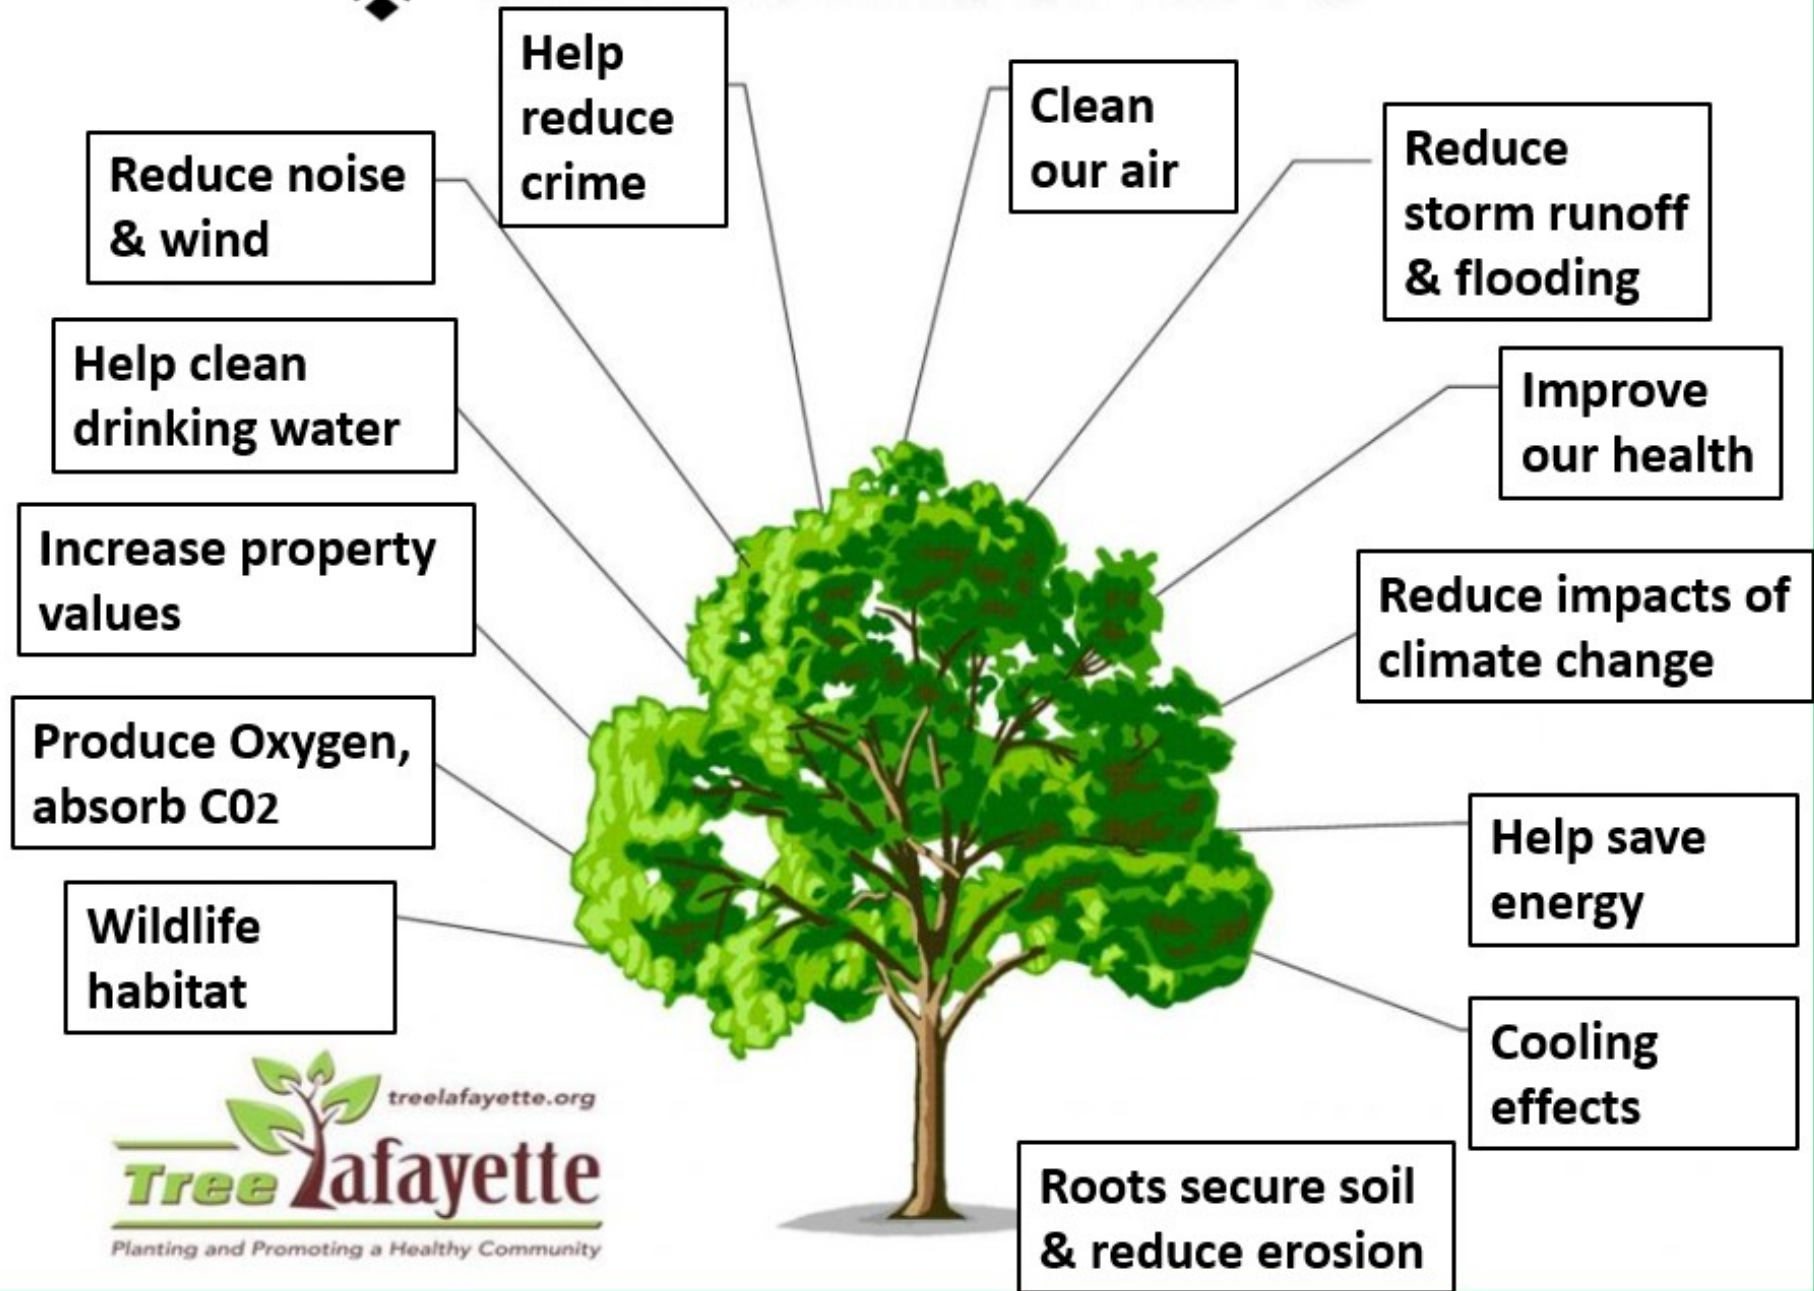 Help
reduce
crime
Clean
our air
Reduce
storm runoff
& flooding
Reduce noise
& wind
Help clean
drinking water
Improve
our health
Increase property
values
Reduce impacts of
climate change
Produce Oxygen,
absorb C02
Help save
energy
Wildlife
habitat
Cooling
effects
Roots secure soil
& reduce erosion
treelafayette.org
Tree Lafayette
Planting and Promoting a Healthy Community